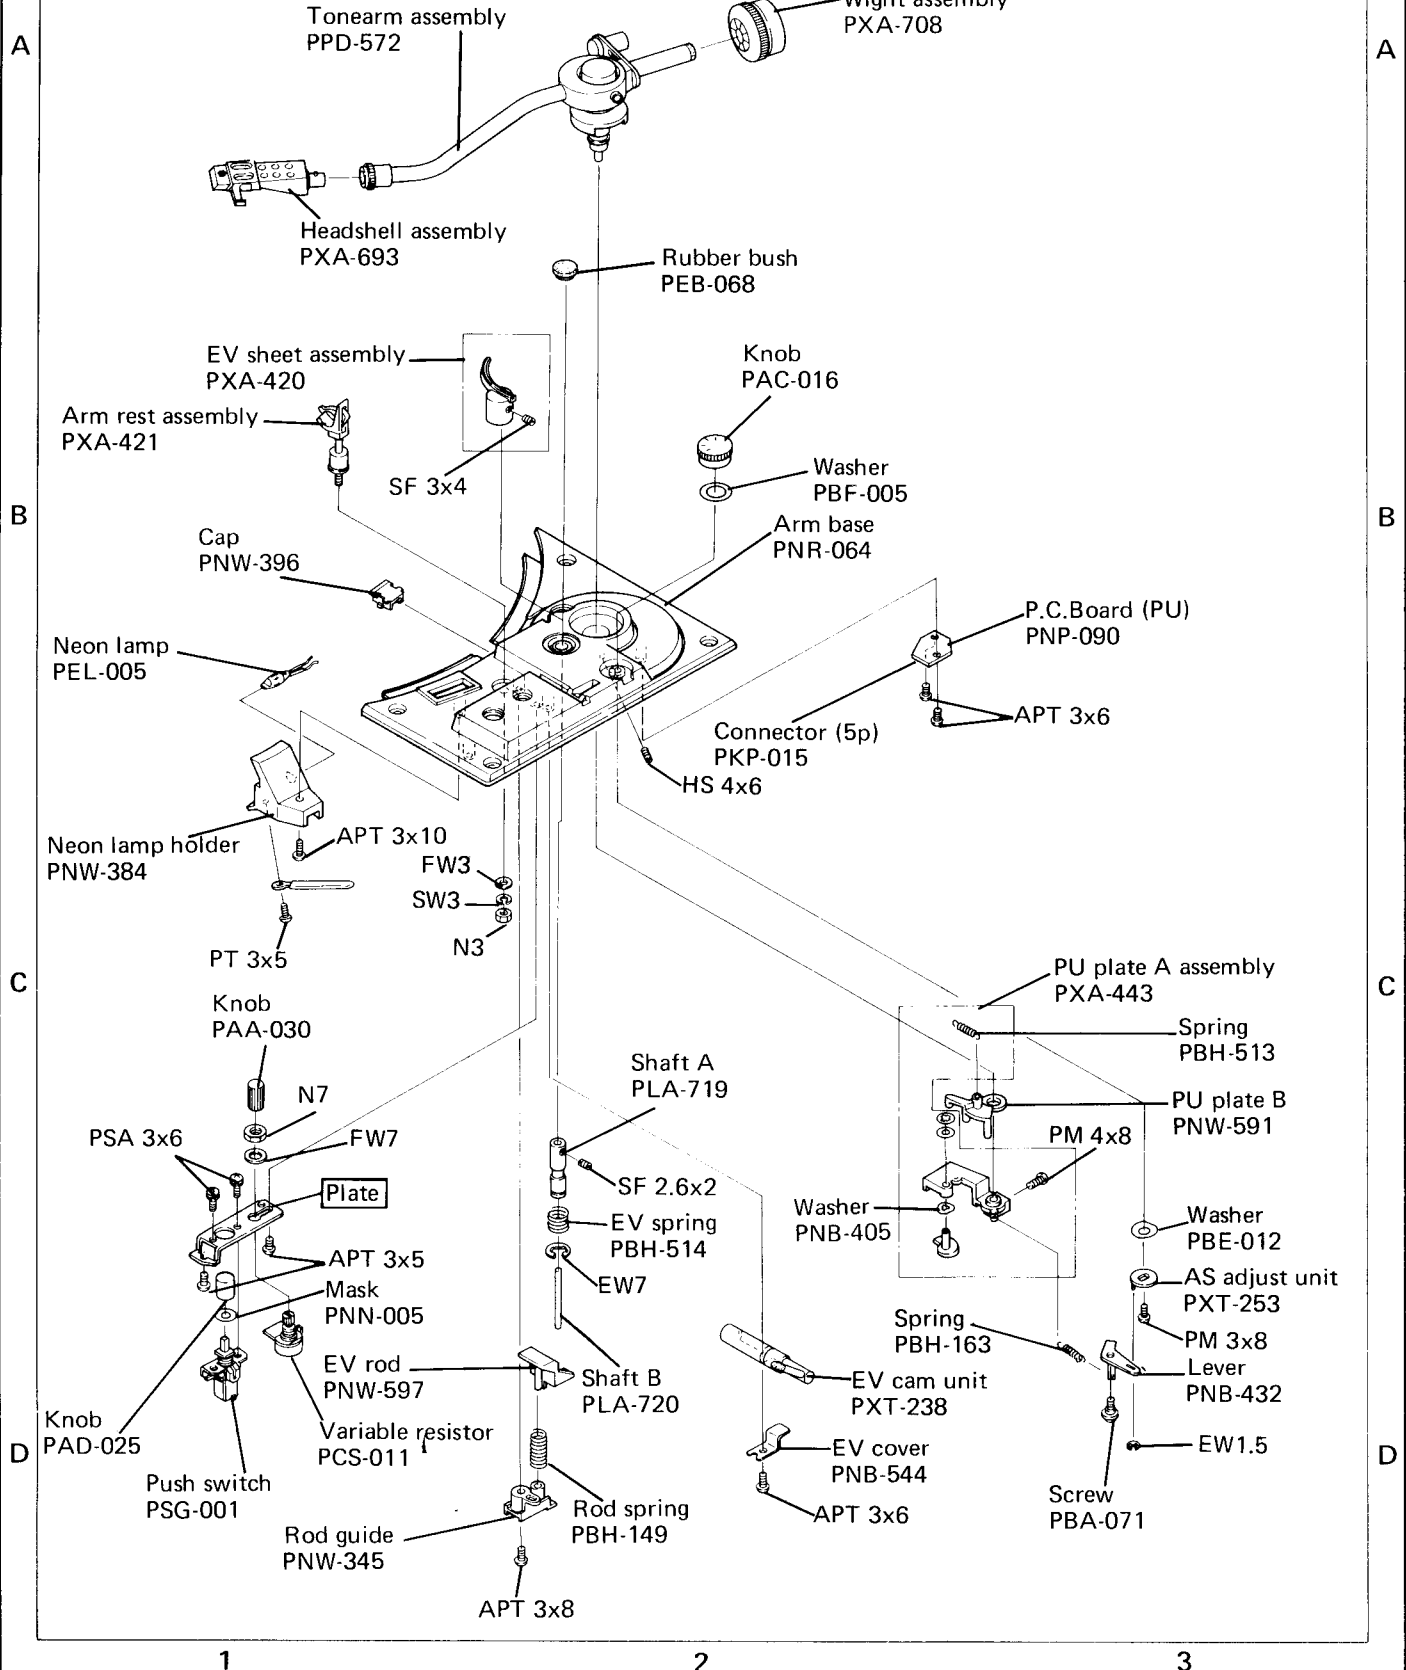 Tonearm assembly
PPD-572
Wight assembly
PXA-708
A
A
Headshell assembly
PXA-693
Rubber bush
PEB-068
EV sheet assembly
PXA-420
Knob
PAC-016
Arm rest assembly
PXA-421
SF 3x4
Washer
PBF-005
B
B
Arm base
PNR-064
Cap
PNW-396
P.C.Board (PU)
PNP-090
Neon lamp
PEL-005
APT 3x6
Connector (5p)
PKP-015
HS 4x6
Neon lamp holder
PNW-384
APT 3x10
FW3
SW3
N3
PT 3x5
C
C
PU plate A assembly
PXA-443
Knob
PAA-030
Spring
PBH-513
Shaft A
PLA-719
N7
PU plate B
PNW-591
PSA 3x6
FW7
PM 4x8
Plate
SF 2.6x2
Washer
PNB-405
EV spring
PBH-514
Washer
PBE-012
APT 3x5
EW7
AS adjust unit
PXT-253
Mask
PNN-005
Spring
PBH-163
PM 3x8
EV rod
PNW-597
Shaft B
PLA-720
EV cam unit
PXT-238
Lever
PNB-432
Knob
PAD-025
Variable resistor
PCS-011
EV cover
PNB-544
EW1.5
D
D
Push switch
PSG-001
Rod spring
PBH-149
APT 3x6
Screw
PBA-071
Rod guide
PNW-345
APT 3x8
1
2
3